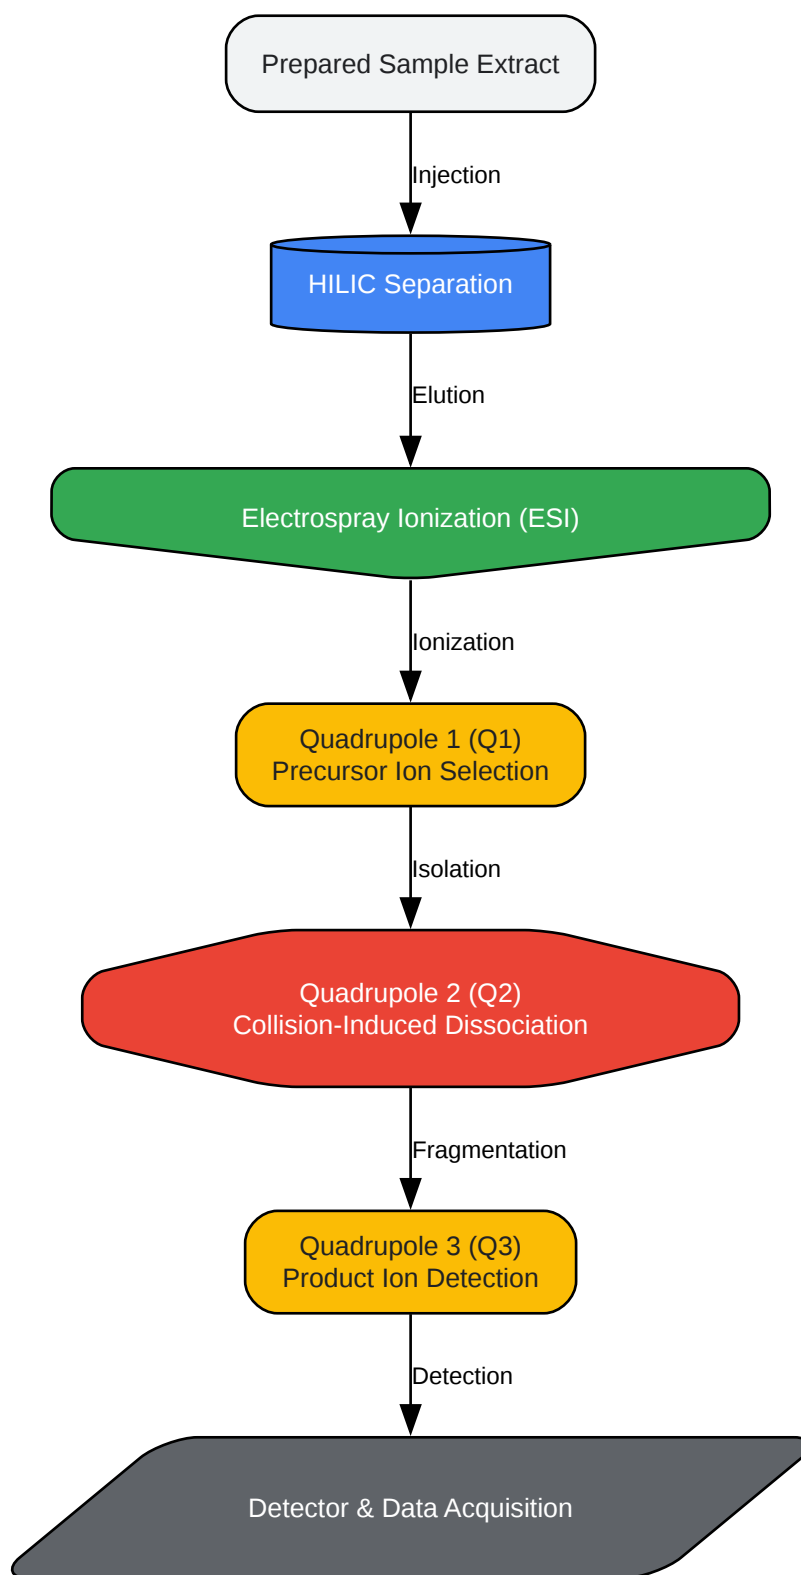 Prepared Sample Extract
Injection
HILIC Separation
Elution
Electrospray Ionization (ESI)
Ionization
Quadrupole 1 (Q1)
Precursor Ion Selection
Isolation
Quadrupole 2 (Q2)
Collision-Induced Dissociation
Fragmentation
Quadrupole 3 (Q3)
Product Ion Detection
Detection
Detector & Data Acquisition